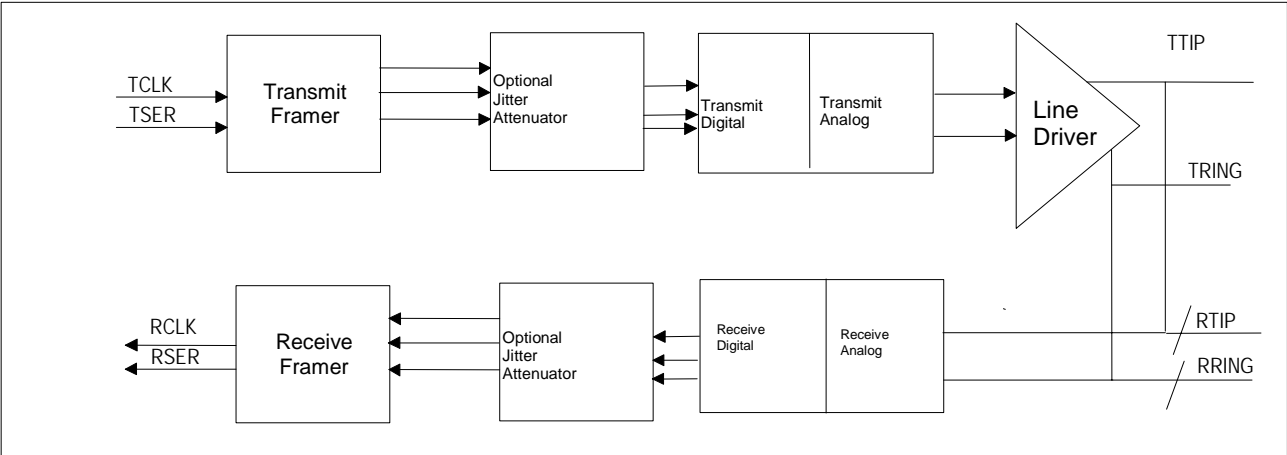 TTIP
TCLK
TSER
Transmit
Framer
Optional
Jitter
Attenuator
Transmit
Digital
Transmit
Analog
Line
Driver
TRING
RCLK
RSER
Receive
Framer
Optional
Jitter
Attenuator
Receive
Digital
Receive
Analog
RTIP
RRING